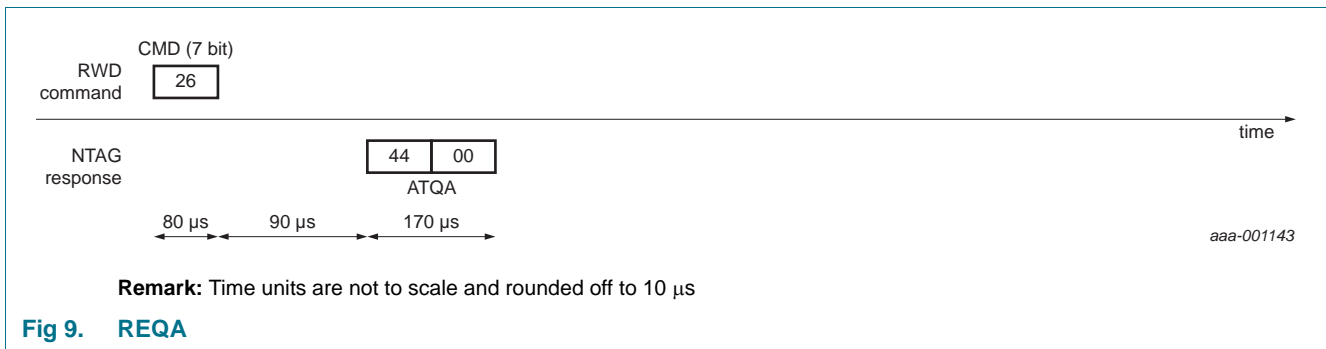 CMD (7 bit)
RWD
command
26
time
NTAG
response
44 00
ATQA
80 μs 90 μs 170 μs
aaa-001143
Remark: Time units are not to scale and rounded off to 10 μs
Fig 9. REQA